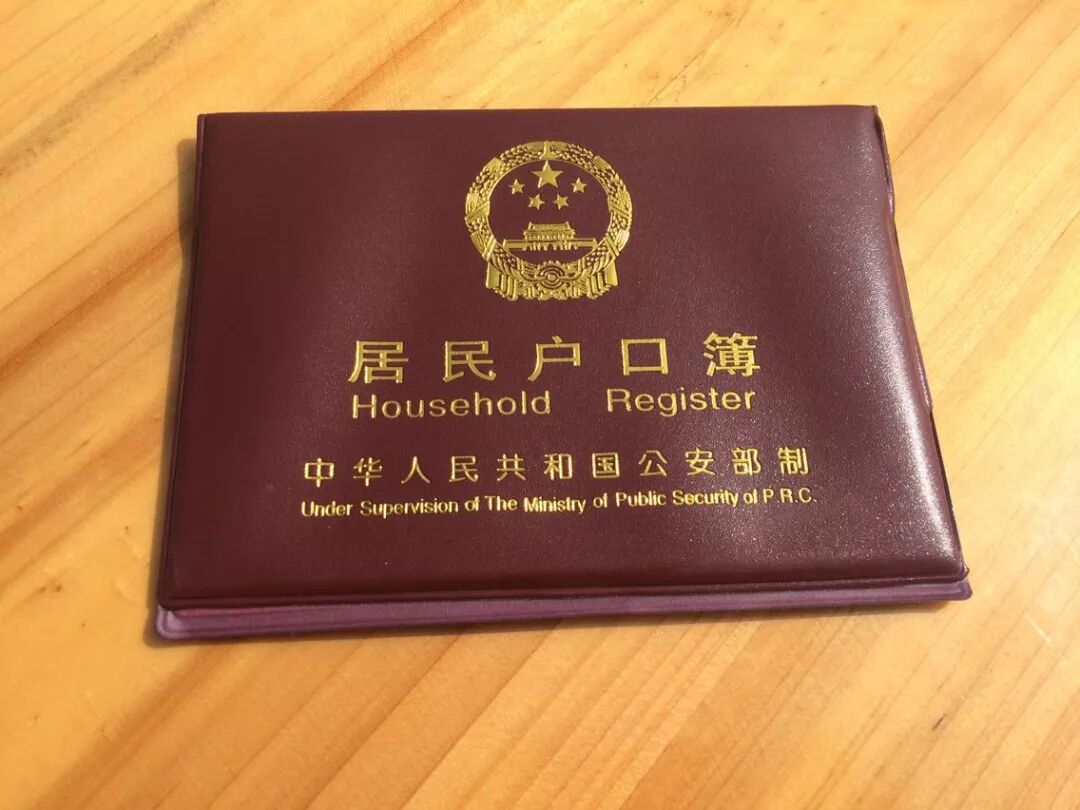 居民户口簿
Household Register
中华人民共和国公安部制
Under Supervision of The Ministry of Public Security of P.R.C.